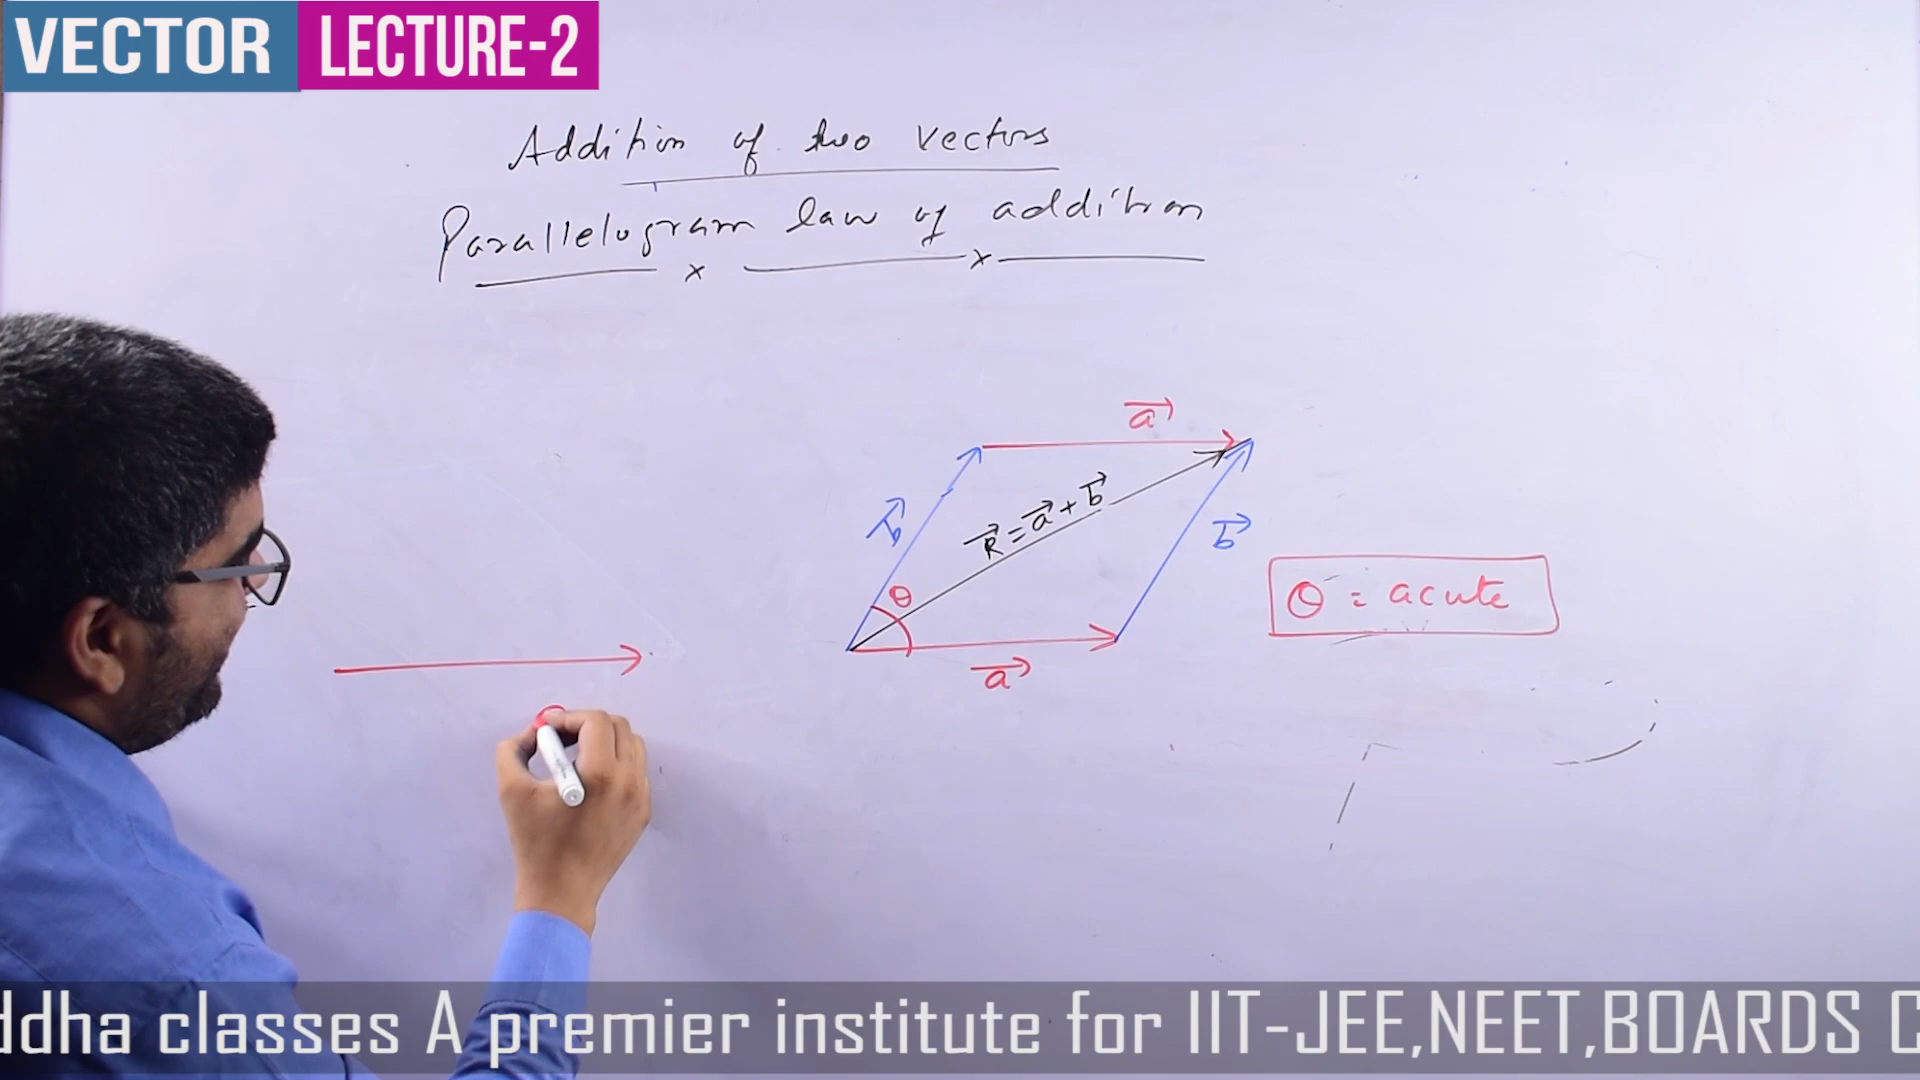 VECTOR LECTURE-2
Addition of two vectors
Parallelogram law of addition
a
b
R = a + b
b
θ
θ = acute
a
ddha classes A premier institute for IIT-JEE,NEET,BOARDS C